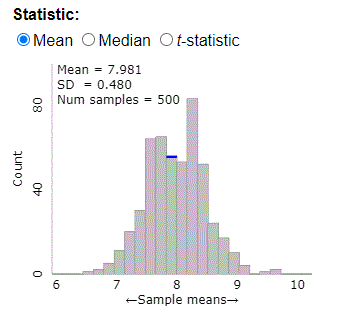 Statistic:
Mean Median t-statistic
Mean = 7.981
SD = 0.480
Num samples = 500
80
40
0
Count
6 7 8 9 10
←Sample means→